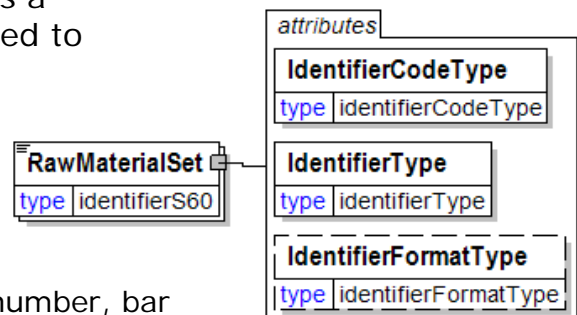 s a
ed to
attributes
IdentifierCodeType
type identifierCodeType
RawMaterialSet
type identifierS60
IdentifierType
type identifierType
IdentifierFormatType
type identifierFormatType
number, bar